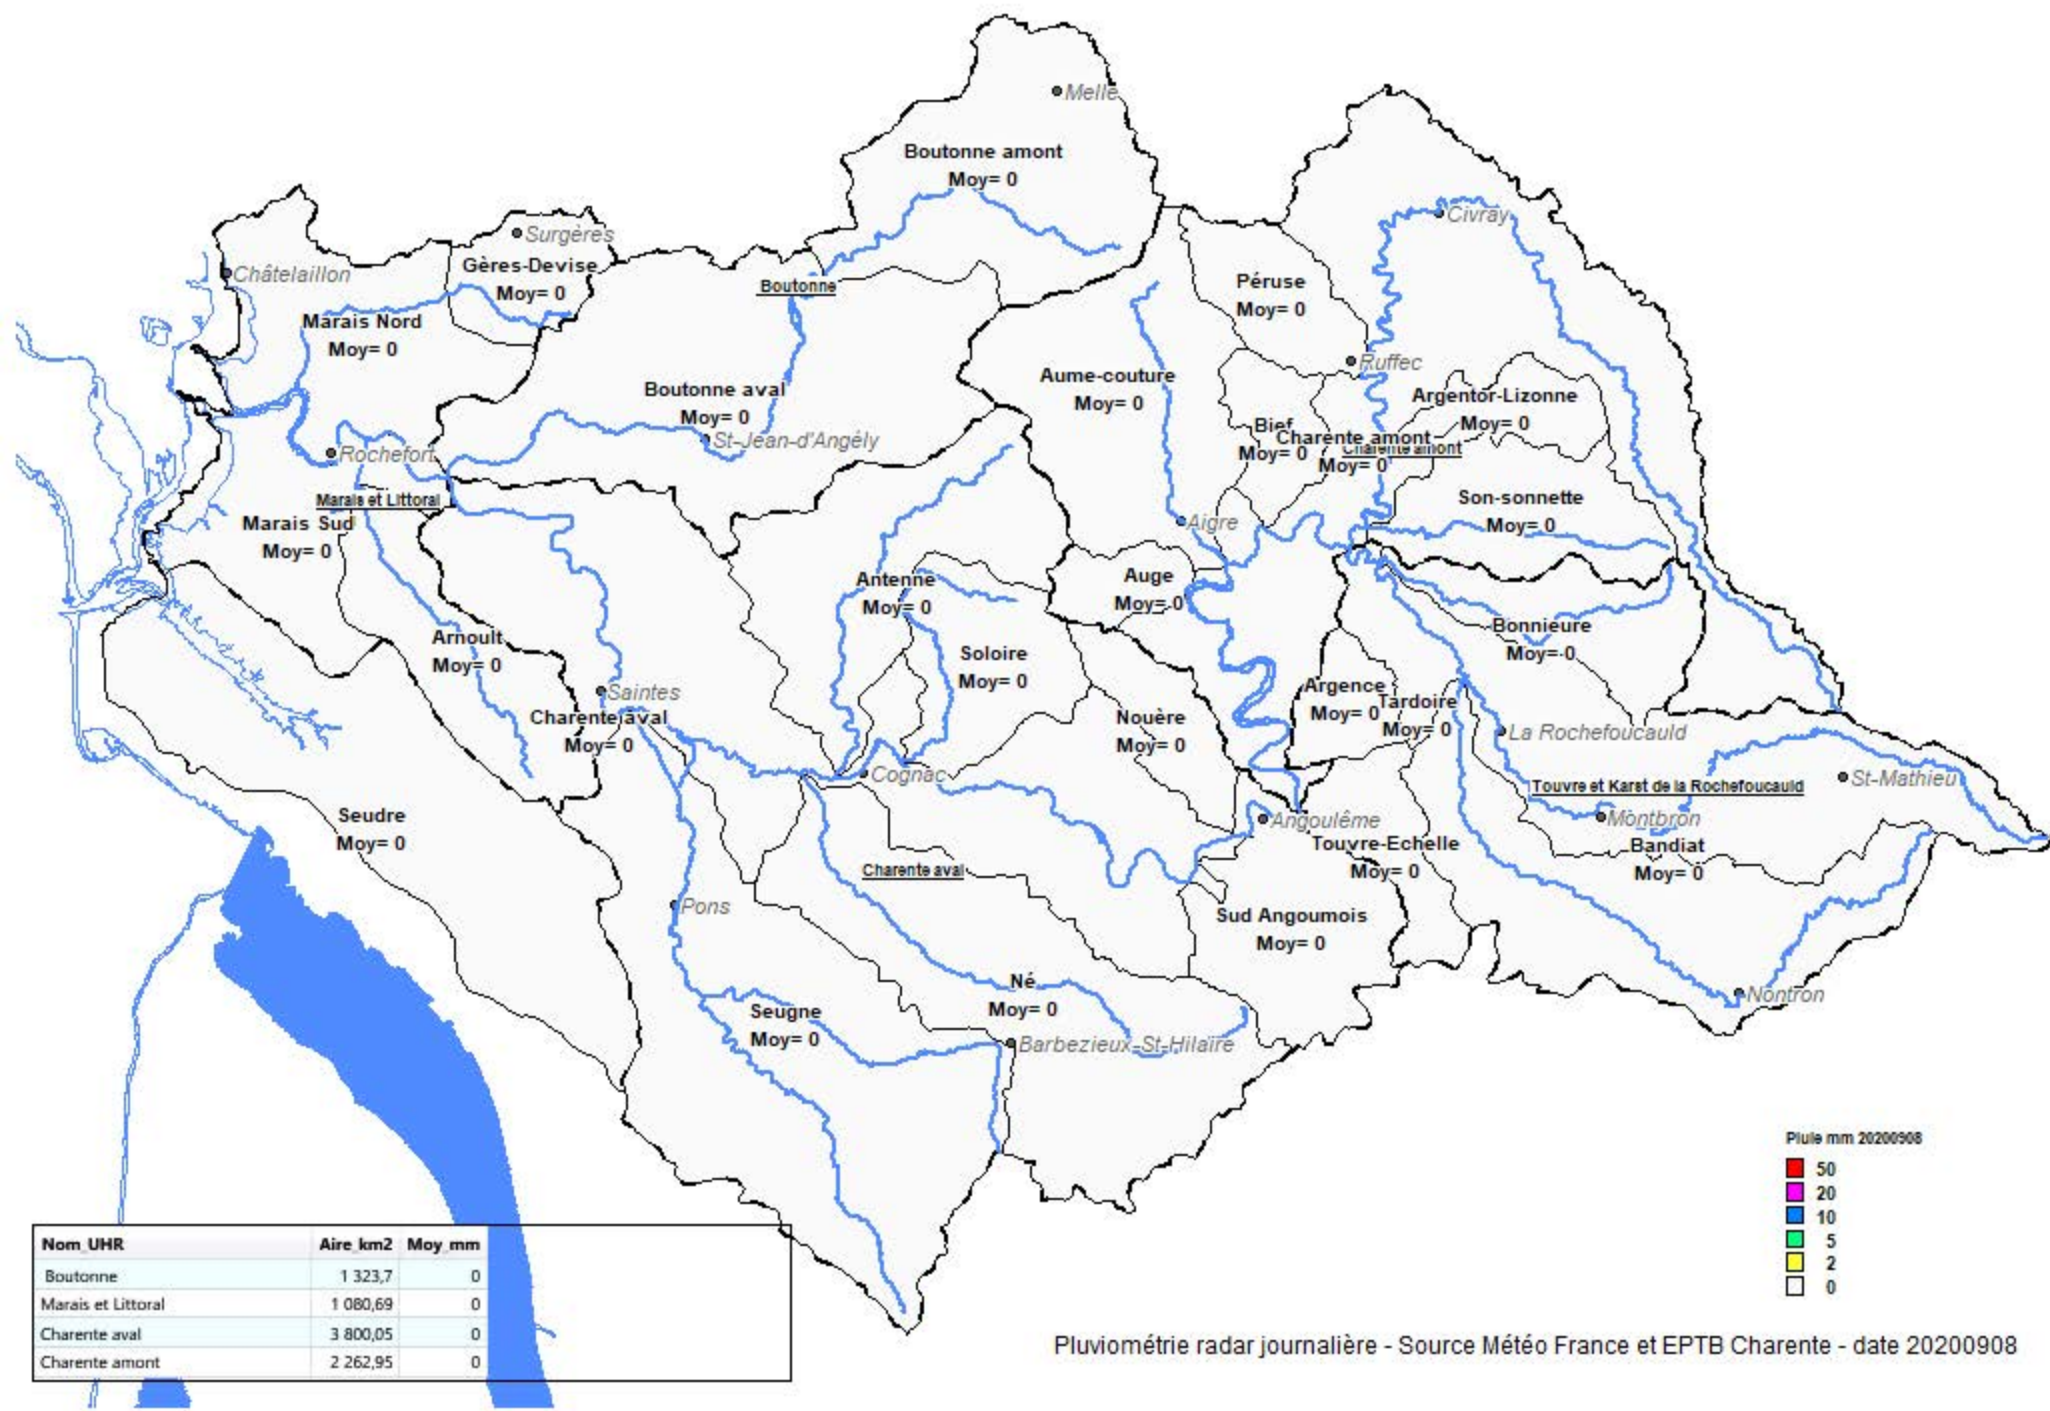 Melle
Boutonne amont
Moy= 0
Civray
Surgères
Châtelaillon
Gères-Devise
Moy= 0
Boutonne
Péruse
Moy= 0
Marais Nord
Moy= 0
Ruffec
Aume-couture
Moy= 0
Boutonne aval
Moy= 0
Argentor-Lizonne
Moy= 0
St-Jean-d'Angély
Bief
Moy= 0
Charente amont
Moy= 0
Charente amont
Rochefort
Marais et Littoral
Son-sonnette
Moy= 0
Marais Sud
Moy= 0
Aigre
Antenne
Moy= 0
Auge
Moy= 0
Bonnieure
Moy= 0
Arnoult
Moy= 0
Soloire
Moy= 0
Saintes
Argence
Moy= 0
Tardoire
Moy= 0
Charente aval
Moy= 0
Nouère
Moy= 0
La Rochefoucauld
Cognac
Touvre et Karst de la Rochefoucauld
St-Mathieu
Seudre
Moy= 0
Angoulême
Montbron
Touvre-Echelle
Moy= 0
Bandiat
Moy= 0
Charente aval
Pons
Sud Angoumois
Moy= 0
Né
Moy= 0
Nontron
Seugne
Moy= 0
Barbezieux-St-Hilaire
Pluie mm 20200908
50
20
10
5
2
0
Nom_UHR Aire_km2 Moy_mm
Boutonne 1 323,7 0
Marais et Littoral 1 080,69 0
Charente aval 3 800,05 0
Charente amont 2 262,95 0
Pluviométrie radar journalière - Source Météo France et EPTB Charente - date 20200908